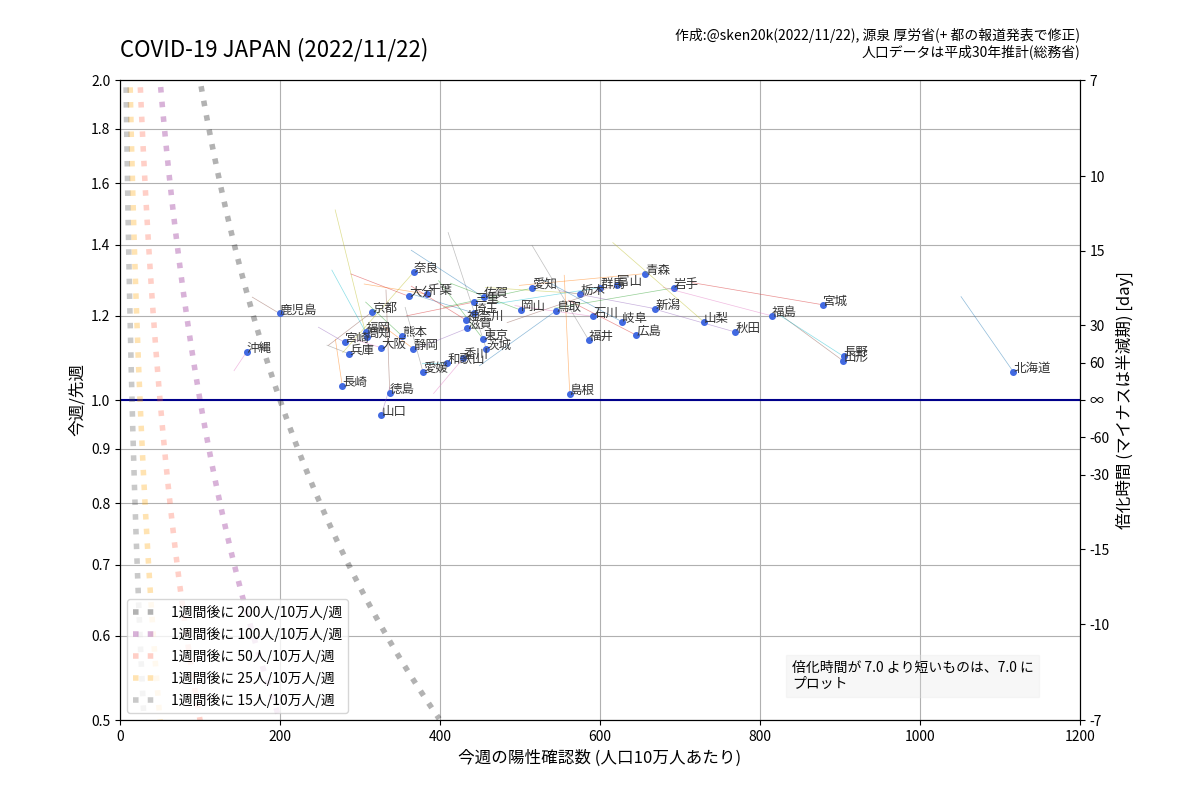 COVID-19 JAPAN (2022/11/22)
作成:@sken20k(2022/11/22), 源泉 厚労省(+ 都の報道発表で修正)
人口データは平成30年推計(総務省)
2.0
1.8
1.6
1.4
1.2
1.0
0.9
0.8
0.7
0.6
0.5
今週/先週
7
10
15
30
60
∞
-60
-30
-15
-10
-7
倍化時間 (マイナスは半減期) [day]
奈良
青森
大分
千葉
佐賀
愛知
栃木
群馬
富山
岩手
鹿児島
京都
三重
埼玉
岡山
鳥取
石川
岐阜
新潟
山梨
福島
宮城
滋賀
福岡
高知
熊本
宮崎
大阪
静岡
東京
茨城
福井
広島
秋田
沖縄
兵庫
香川
和歌山
愛媛
長野
山形
北海道
長崎
徳島
島根
山口
1週間後に 200人/10万人/週
1週間後に 100人/10万人/週
1週間後に 50人/10万人/週
1週間後に 25人/10万人/週
1週間後に 15人/10万人/週
倍化時間が 7.0 より短いものは、7.0 に
プロット
0
200
400
600
800
1000
1200
今週の陽性確認数 (人口10万人あたり)